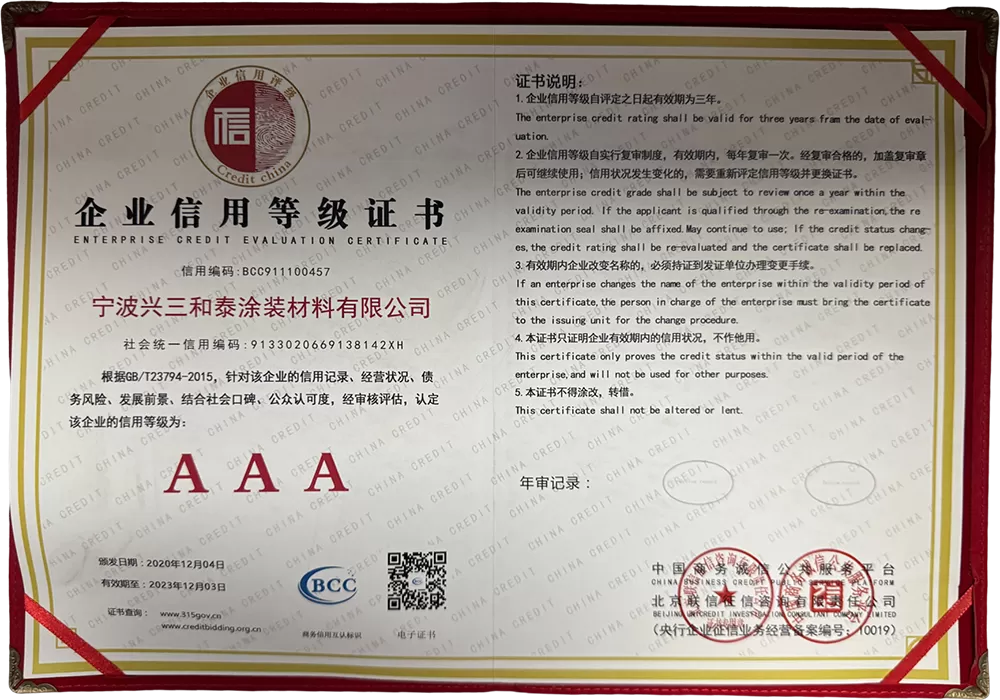 企业信用评级
信
Credit china
企业信用等级证书
ENTERPRISE CREDIT EVALUATION CERTIFICATE
信用编码:BCC911100457
宁波兴三和泰涂装材料有限公司
社会统一信用编码:9133020669138142XH
根据GB/T23794-2015，针对该企业的信用记录、经营状况、债
务风险、发展前景、结合社会口碑、公众认可度，经审核评估，认定
该企业的信用等级为：
AAA
颁发日期：2020年12月04日
有效期至：2023年12月03日
证书查询： www.315gov.cn
www.creditbidding.org.cn
BCC
商务信用互认标识
电子证书
证书说明：
1. 企业信用等级自评定之日起有效期为三年。
The enterprise credit rating shall be valid for three years fram the date of eval-
uation.
2. 企业信用等级自实行复审制度，有效期内，每年复审一次。经复审合格的，加盖复审章
后可继续使用；信用状况发生变化的，需要重新评定信用等级并更换证书。
The enterprise credit grade shall be subject to review once a year within the
validity period. If the applicant is qualified through the re-examination,the re
examination seal shall be affixed.May continue to use; If the credit status chang-
es,the credit rating shall be re-evaluated and the certificate shall be replaced.
3. 有效期内企业改变名称的，必须持证到发证单位办理变更手续。
If an enterprise changes the name of the enterprise within the validity period of
this certificate,the person in charge of the enterprise must bring the certificate
to the issuing unit for the change procedure.
4. 本证书只证明企业有效期内的信用状况，不作他用。
This certificate only proves the credit status within the valid period of the
enterprise,and will not be used for other purposes.
5. 本证书不得涂改，转借。
This certificate shall not be altered or lent.
年审记录：
中国商务诚信公共服务平台
CHINA BUSINESS CREDIT PUBLIC SERVICE PLATFORM
北京联信征信咨询有限责任公司
BEIJING UNICREDIT INVESTIGATION CONSULTANT COMPANY LIMITED
（央行企业征信业务经营备案编号：10019）